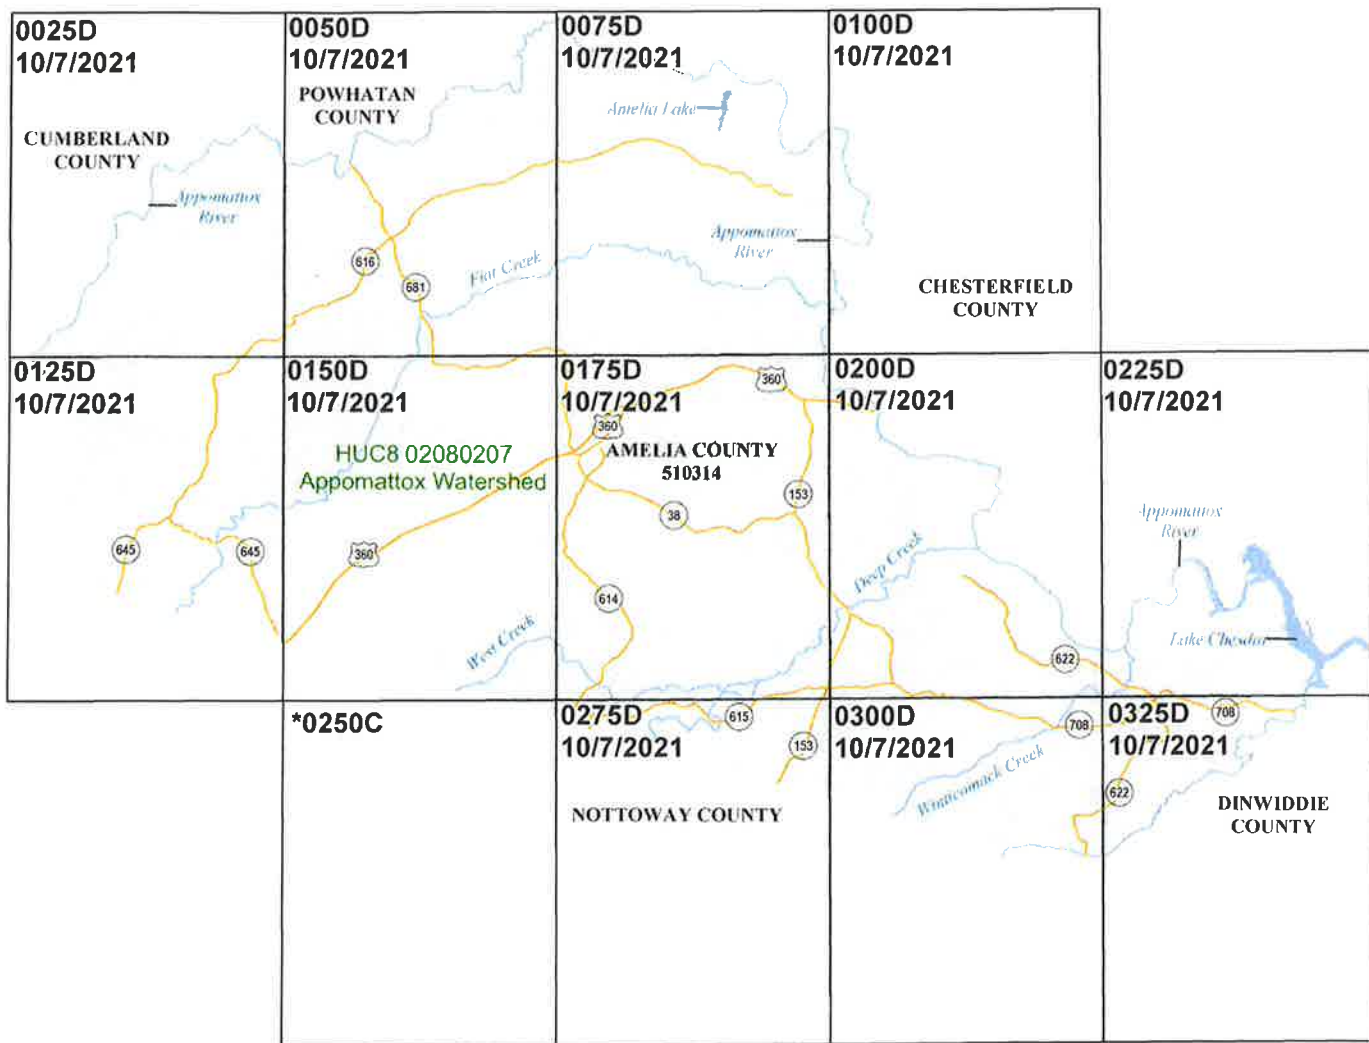 0025D
10/7/2021
0050D
10/7/2021
0075D
10/7/2021
0100D
10/7/2021
CUMBERLAND
COUNTY
POWHATAN
COUNTY
Amelia Lake
Appomattox
River
Appomattox
River
616
681
Flat Creek
CHESTERFIELD
COUNTY
0125D
10/7/2021
0150D
10/7/2021
0175D
10/7/2021
0200D
10/7/2021
0225D
10/7/2021
360
360
HUC8 02080207
Appomattox Watershed
AMELIA COUNTY
510314
153
38
645
645
360
614
West Creek
Deep Creek
Appomattox
River
Lake Chesdin
622
*0250C
0275D
10/7/2021
615
153
0300D
10/7/2021
708
Winticomack Creek
0325D
10/7/2021
708
622
NOTTOWAY COUNTY
DINWIDDIE
COUNTY